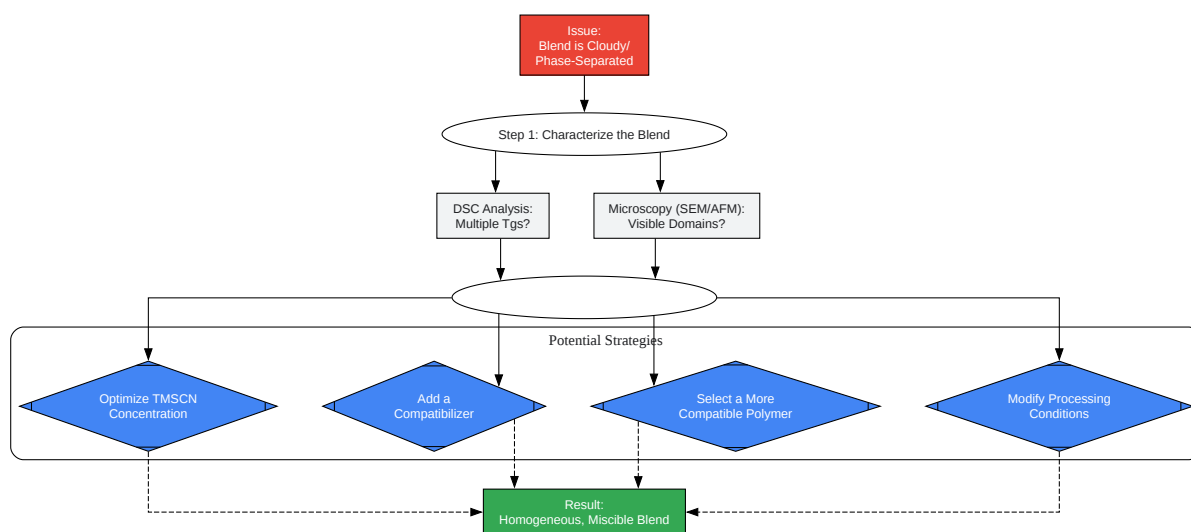 Issue:
Blend is Cloudy/
Phase-Separated
Step 1: Characterize the Blend
DSC Analysis:
Multiple Tgs?
Microscopy (SEM/AFM):
Visible Domains?
Potential Strategies
Optimize TMSCN
Concentration
Add a
Compatibilizer
Select a More
Compatible Polymer
Modify Processing
Conditions
Result:
Homogeneous, Miscible Blend